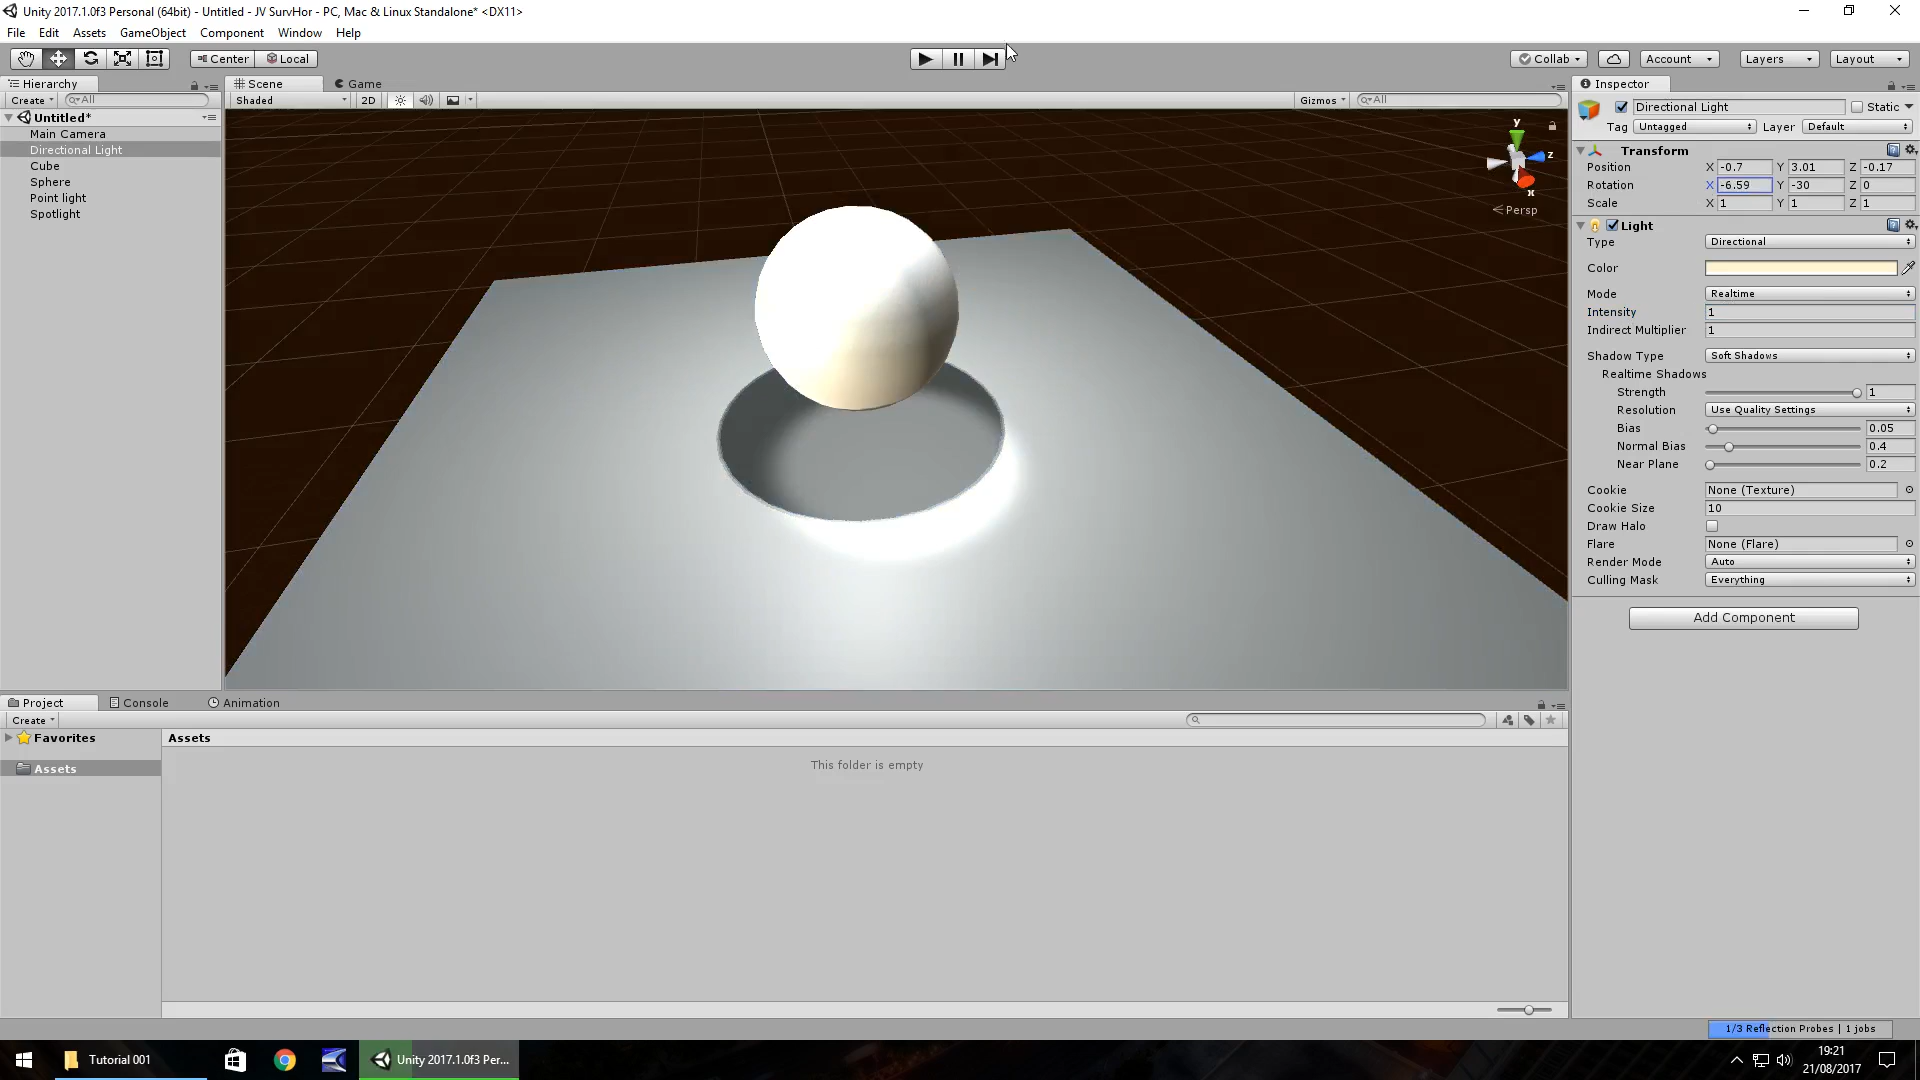 Unity 2017.1.0f3 Personal (64bit) - Untitled - JV SurvHor - PC, Mac & Linux Standalone* <DX11>
File Edit Assets GameObject Component Window Help
Center Local
Collab Account Layers Layout
Hierarchy
Create All
Untitled*
Main Camera
Directional Light
Cube
Sphere
Point light
Spotlight
Scene Game
Shaded 2D Gizmos All
y
z
x
Persp
Inspector
Directional Light Static
Tag Untagged Layer Default
Transform
Position X -0.7 Y 3.01 Z -0.17
Rotation X -6.59 Y -30 Z 0
Scale X 1 Y 1 Z 1
Light
Type Directional
Color
Mode Realtime
Intensity 1
Indirect Multiplier 1
Shadow Type Soft Shadows
Realtime Shadows
Strength 1
Resolution Use Quality Settings
Bias 0.05
Normal Bias 0.4
Near Plane 0.2
Cookie None (Texture)
Cookie Size 10
Draw Halo
Flare None (Flare)
Render Mode Auto
Culling Mask Everything
Add Component
Project Console Animation
Create
Favorites
Assets
Assets
This folder is empty
1/3 Reflection Probes | 1 jobs
Tutorial 001
Unity 2017.1.0f3 Per...
19:21
21/08/2017